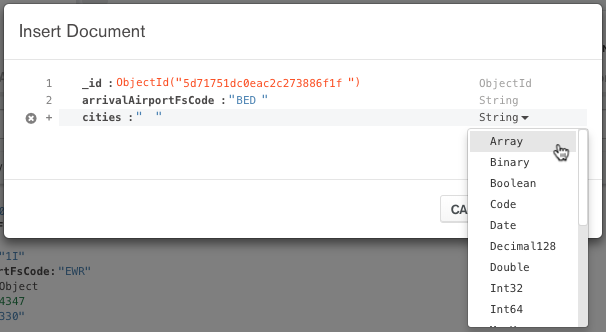 Insert Document
1 _id :ObjectId("5d71751dc0eac2c273886f1f ") ObjectId
2 arrivalAirportFsCode :"BED " String
+ cities :" " String
Array
Binary
Boolean
Code
Date
Decimal128
Double
Int32
Int64
CA
"1I"
rtFsCode:"EWR"
Object
4347
330"